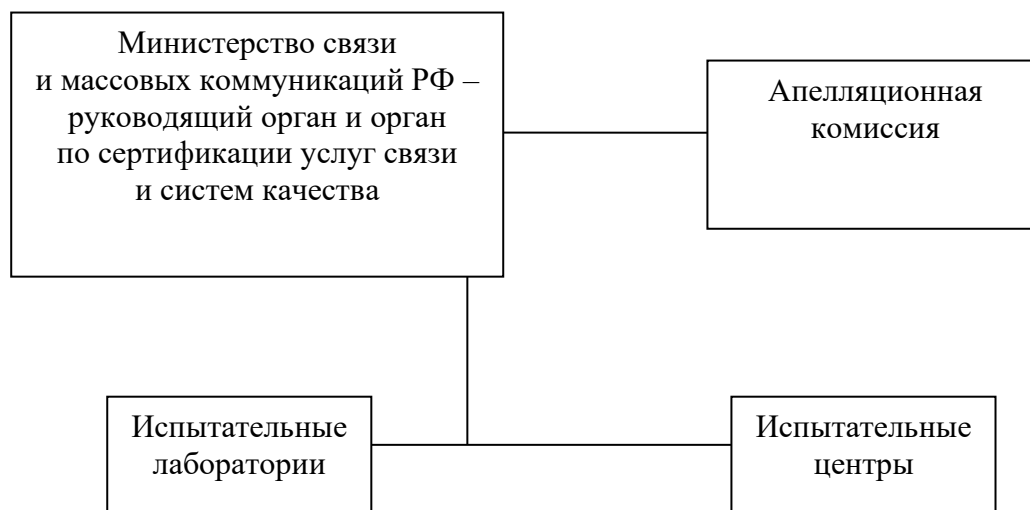 Министерство связи
и массовых коммуникаций РФ –
руководящий орган и орган
по сертификации услуг связи
и систем качества
Апелляционная
комиссия
Испытательные
лаборатории
Испытательные
центры